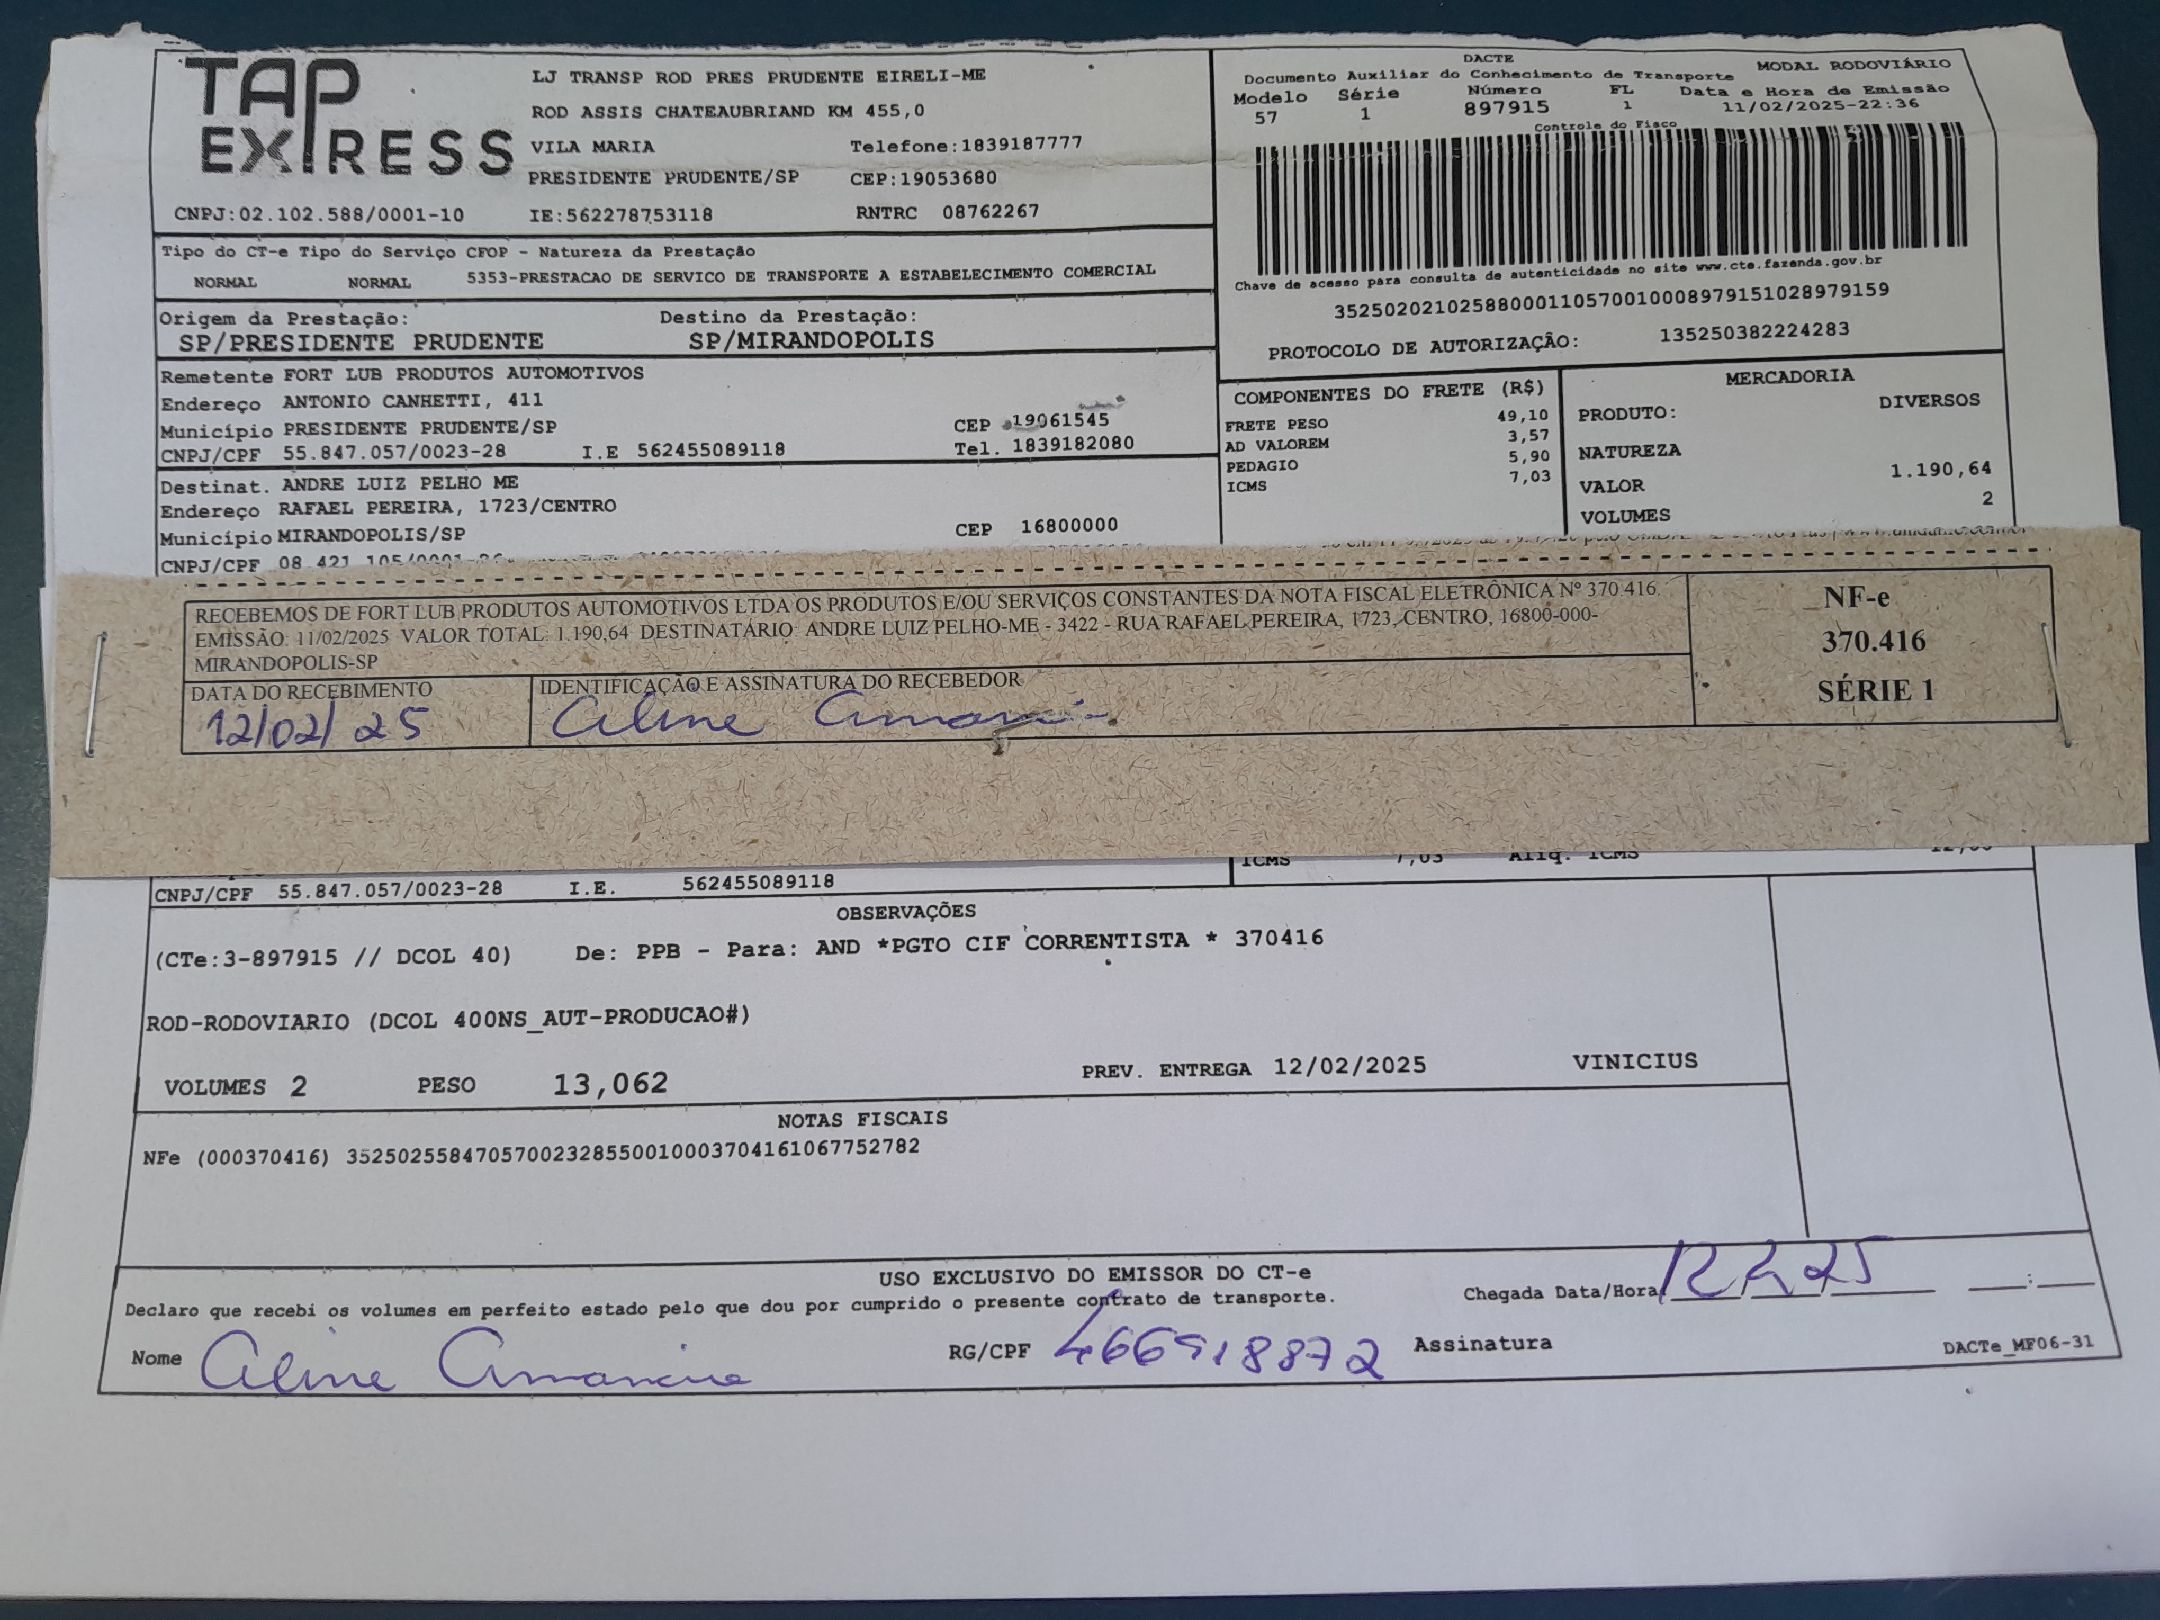 TAP EXPRESS
LJ TRANSP ROD PRES PRUDENTE EIRELI-ME
ROD ASSIS CHATEAUBRIAND KM 455,0
VILA MARIA Telefone:1839187777
PRESIDENTE PRUDENTE/SP CEP:19053680
CNPJ:02.102.588/0001-10 IE:562278753118 RNTRC 08762267
DACTE
Documento Auxiliar do Conhecimento de Transporte MODAL RODOVIÁRIO
Modelo Série Número FL Data e Hora de Emissão
57 1 897915 1 11/02/2025-22:36
Controle do Fisco
Chave de acesso para consulta de autenticidade no site www.cte.fazenda.gov.br
35250202102588000110570010008979151028979159
PROTOCOLO DE AUTORIZAÇÃO: 135250382224283
Tipo do CT-e Tipo do Serviço CFOP - Natureza da Prestação
NORMAL NORMAL 5353-PRESTACAO DE SERVICO DE TRANSPORTE A ESTABELECIMENTO COMERCIAL
Origem da Prestação: Destino da Prestação:
SP/PRESIDENTE PRUDENTE SP/MIRANDOPOLIS
Remetente FORT LUB PRODUTOS AUTOMOTIVOS
Endereço ANTONIO CANHETTI, 411
Município PRESIDENTE PRUDENTE/SP CEP 19061545
CNPJ/CPF 55.847.057/0023-28 I.E 562455089118 Tel. 1839182080
Destinat. ANDRE LUIZ PELHO ME
Endereço RAFAEL PEREIRA, 1723/CENTRO
Município MIRANDOPOLIS/SP CEP 16800000
CNPJ/CPF 08 421 105/0001-
COMPONENTES DO FRETE (R$)
FRETE PESO 49,10
AD VALOREM 3,57
PEDAGIO 5,90
ICMS 7,03
MERCADORIA
PRODUTO: DIVERSOS
NATUREZA
VALOR 1.190,64
VOLUMES 2
RECEBEMOS DE FORT LUB PRODUTOS AUTOMOTIVOS LTDA OS PRODUTOS E/OU SERVIÇOS CONSTANTES DA NOTA FISCAL ELETRÔNICA Nº 370.416.
EMISSÃO: 11/02/2025 VALOR TOTAL: 1.190,64 DESTINATÁRIO: ANDRE LUIZ PELHO-ME - 3422 - RUA RAFAEL PEREIRA, 1723, CENTRO, 16800-000-
MIRANDOPOLIS-SP
DATA DO RECEBIMENTO IDENTIFICAÇÃO E ASSINATURA DO RECEBEDOR
12/02/25 Aline
NF-e
370.416
SÉRIE 1
ICMS 7,03 Aliq. ICMS
CNPJ/CPF 55.847.057/0023-28 I.E. 562455089118
OBSERVAÇÕES
(CTe:3-897915 // DCOL 40) De: PPB - Para: AND *PGTO CIF CORRENTISTA * 370416
ROD-RODOVIARIO (DCOL 400NS_AUT-PRODUCAO#)
VOLUMES 2 PESO 13,062 PREV. ENTREGA 12/02/2025 VINICIUS
NOTAS FISCAIS
NFe (000370416) 35250255847057002328550010003704161067752782
USO EXCLUSIVO DO EMISSOR DO CT-e
Declaro que recebi os volumes em perfeito estado pelo que dou por cumprido o presente contrato de transporte.
Chegada Data/Hora 12 2 25 :
Nome Aline RG/CPF 466918872 Assinatura
DACTe_MF06-31